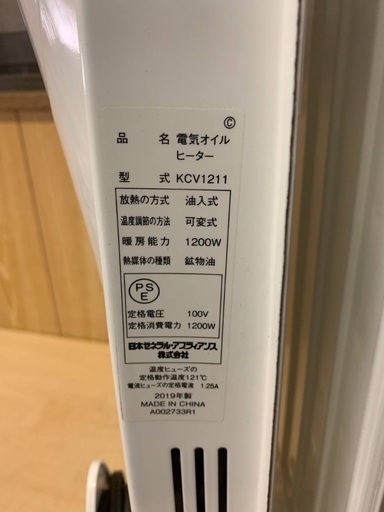 ©
品 名 電気オイル
ヒーター
型 式 KCV1211
放熱の方式 油入式
温度調節の方法 可変式
暖房能力 1200W
熱媒体の種類 鉱物油
PS
E
定格電圧 100V
定格消費電力 1200W
日本ゼネラル・アプラィアンス
株式会社
温度ヒューズの
定格動作温度121℃
電流ヒューズの定格電流 1.25A
2019年製
MADE IN CHINA
A002733R1